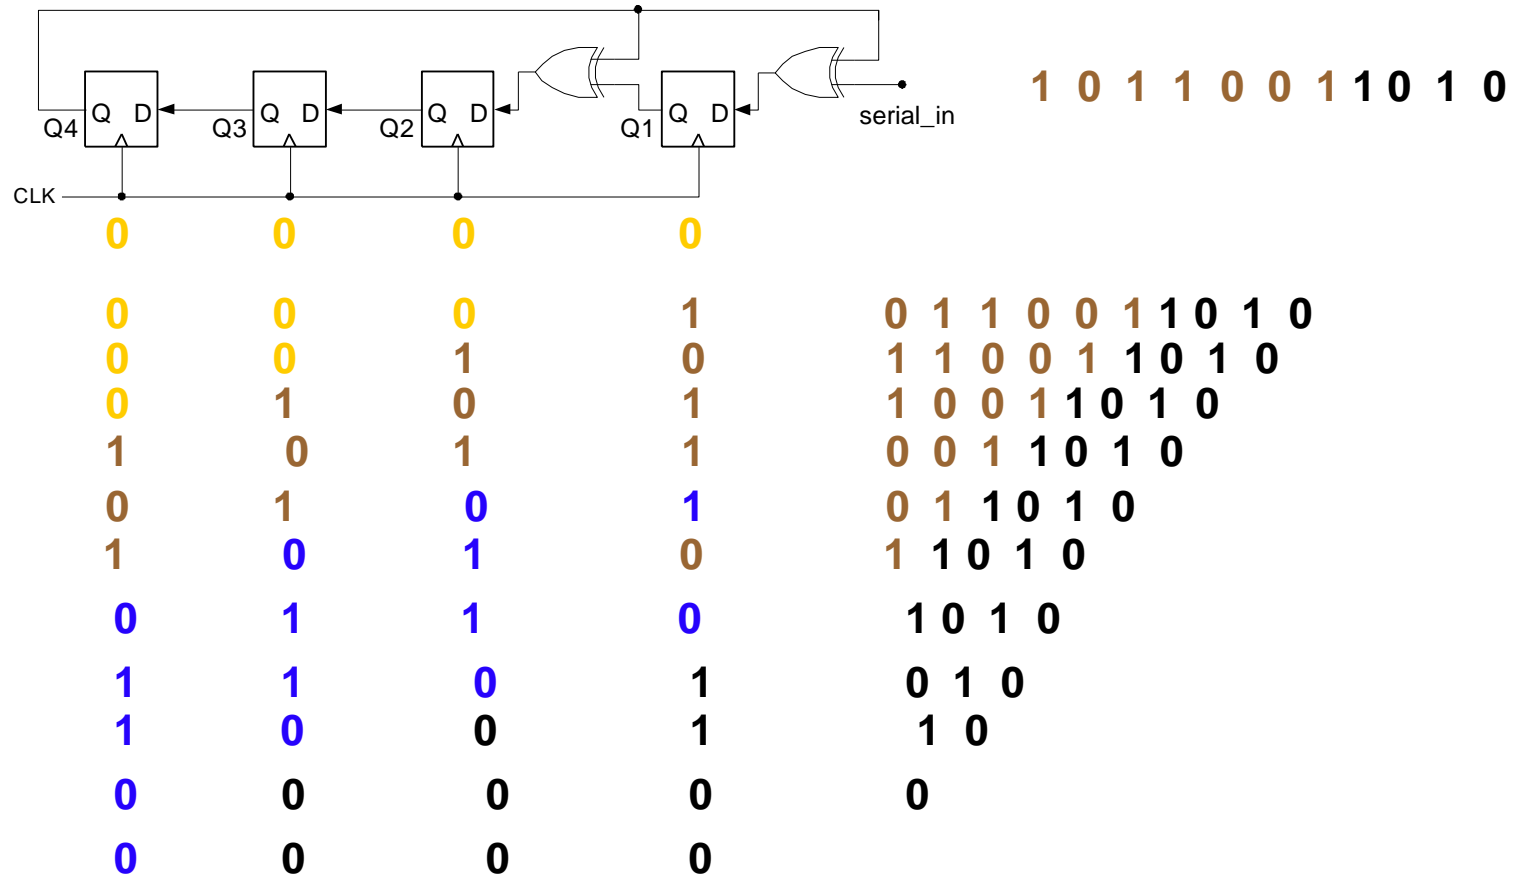 Q D Q D Q D Q D
Q4 Q3 Q2 Q1
serial_in
1 0 1 1 0 0 1 1 0 1 0
CLK
0 0 0 0
0 0 0 1 0 1 1 0 0 1 1 0 1 0
0 0 1 0 1 1 0 0 1 1 0 1 0
0 1 0 1 1 0 0 1 1 0 1 0
1 0 1 1 0 0 1 1 0 1 0
0 1 0 1 0 1 1 0 1 0
1 0 1 0 1 1 0 1 0
0 1 1 0 1 0 1 0
1 1 0 1 0 1 0
1 0 0 1 1 0
0 0 0 0 0
0 0 0 0